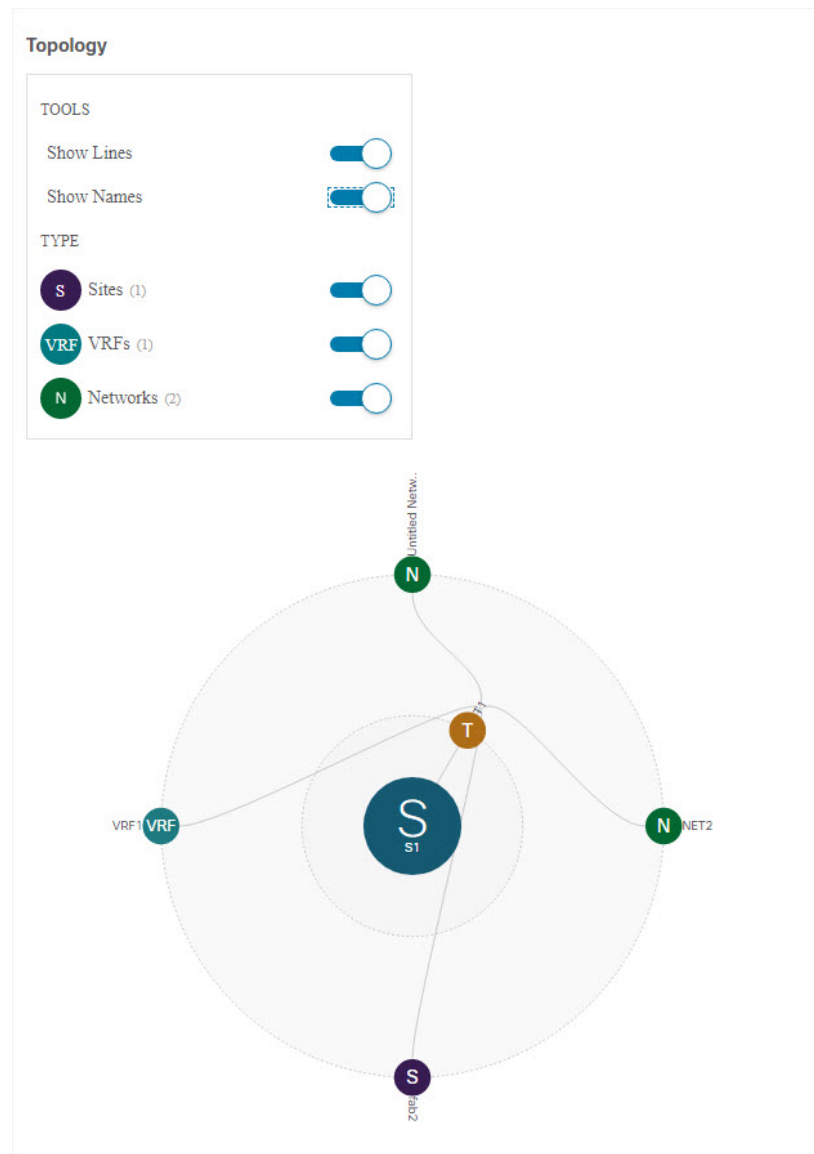 Topology
TOOLS
Show Lines
Show Names
TYPE
S Sites (1)
VRF VRFs (1)
N Networks (2)
Untitled Netw..
N
T1
T
VRF1 VRF
S
S1
N NET2
S
fab2